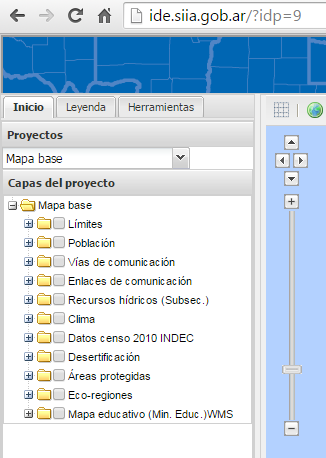 ide.siia.gob.ar/?idp=9
Inicio
Leyenda
Herramientas
Proyectos
Mapa base
Capas del proyecto
Mapa base
Límites
Población
Vías de comunicación
Enlaces de comunicación
Recursos hídricos (Subsec.)
Clima
Datos censo 2010 INDEC
Desertificación
Áreas protegidas
Eco-regiones
Mapa educativo (Min. Educ.)WMS